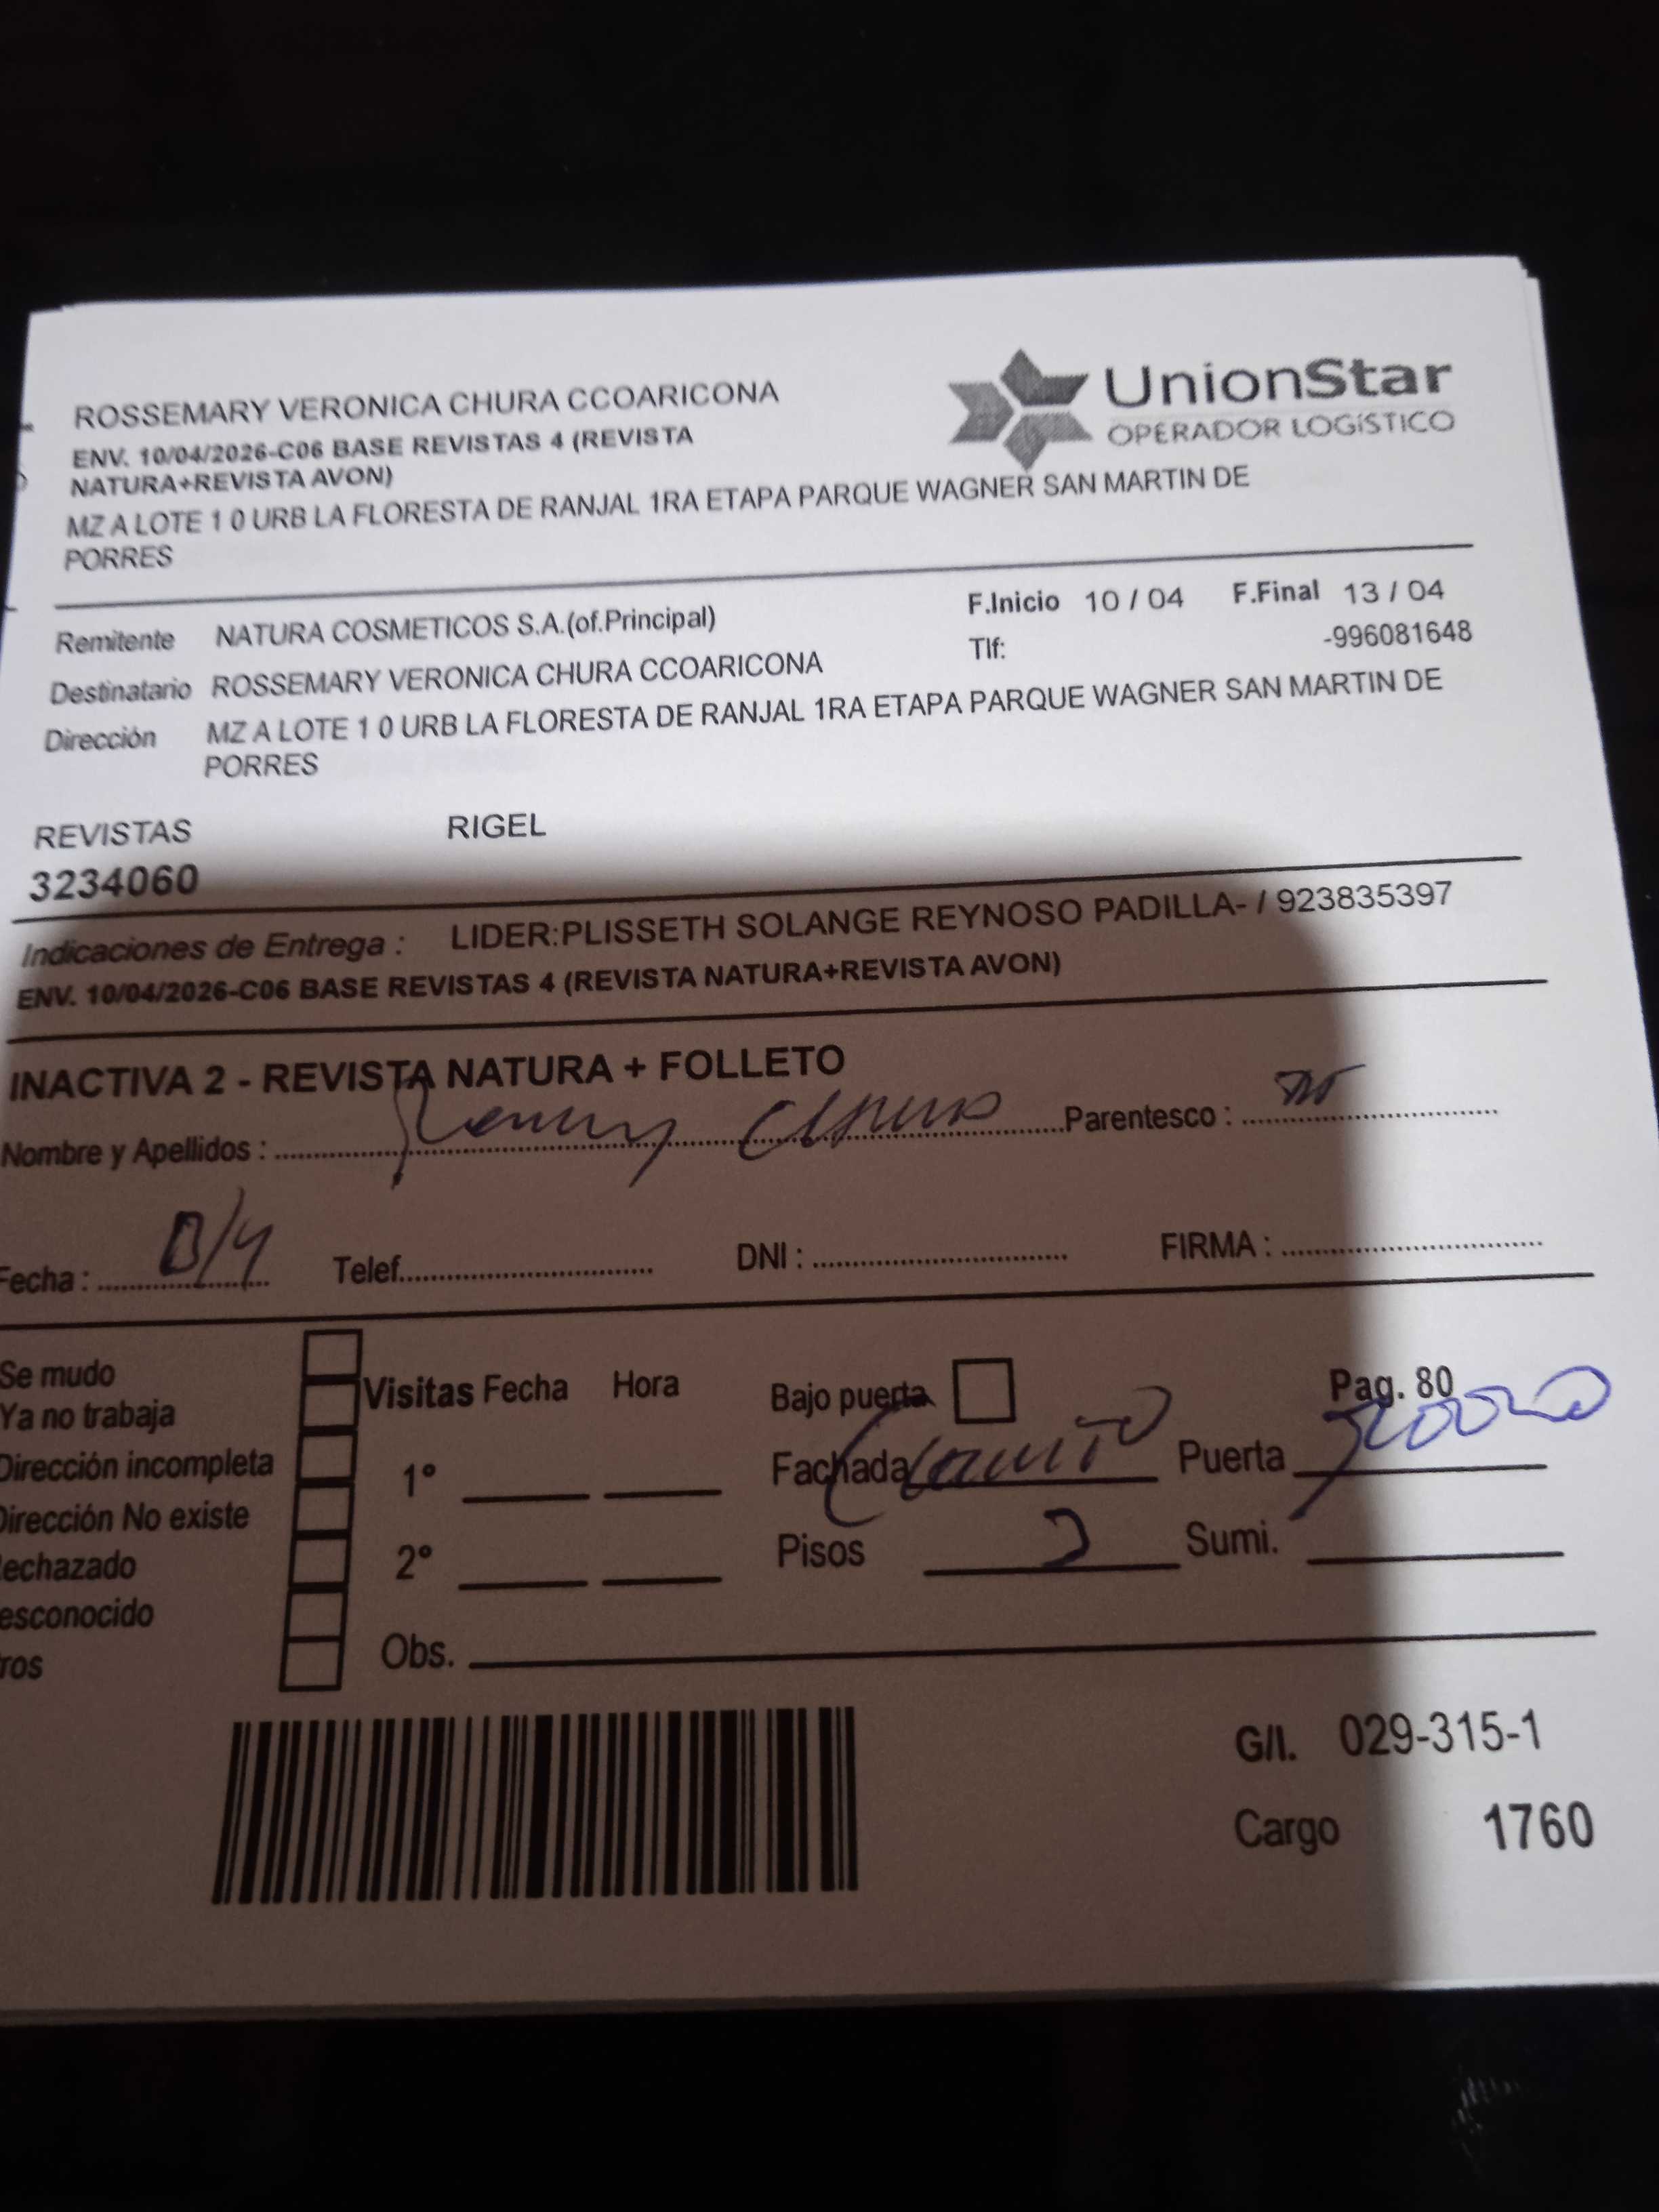 ROSSEMARY VERONICA CHURA CCOARICONA
UnionStar
OPERADOR LOGÍSTICO
ENV. 10/04/2026-C06 BASE REVISTAS 4 (REVISTA
NATURA+REVISTA AVON)
MZ A LOTE 1 0 URB LA FLORESTA DE RANJAL 1RA ETAPA PARQUE WAGNER SAN MARTIN DE
PORRES
Remitente NATURA COSMETICOS S.A.(of.Principal) F.Inicio 10 / 04 F.Final 13 / 04
Tlf: -996081648
Destinatario ROSSEMARY VERONICA CHURA CCOARICONA
Dirección MZ A LOTE 1 0 URB LA FLORESTA DE RANJAL 1RA ETAPA PARQUE WAGNER SAN MARTIN DE
PORRES
REVISTAS RIGEL
3234060
Indicaciones de Entrega : LIDER:PLISSETH SOLANGE REYNOSO PADILLA- / 923835397
ENV. 10/04/2026-C06 BASE REVISTAS 4 (REVISTA NATURA+REVISTA AVON)
INACTIVA 2 - REVISTA NATURA + FOLLETO
Nombre y Apellidos : Parentesco :
Fecha : Telef. DNI : FIRMA :
Se mudo
Ya no trabaja
Dirección incompleta
Dirección No existe
echazado
esconocido
ros
Visitas Fecha Hora
1°
2°
Obs.
Bajo puerta Pag. 80
Fachada Puerta
Pisos 2 Sumi.
G/I. 029-315-1
Cargo 1760